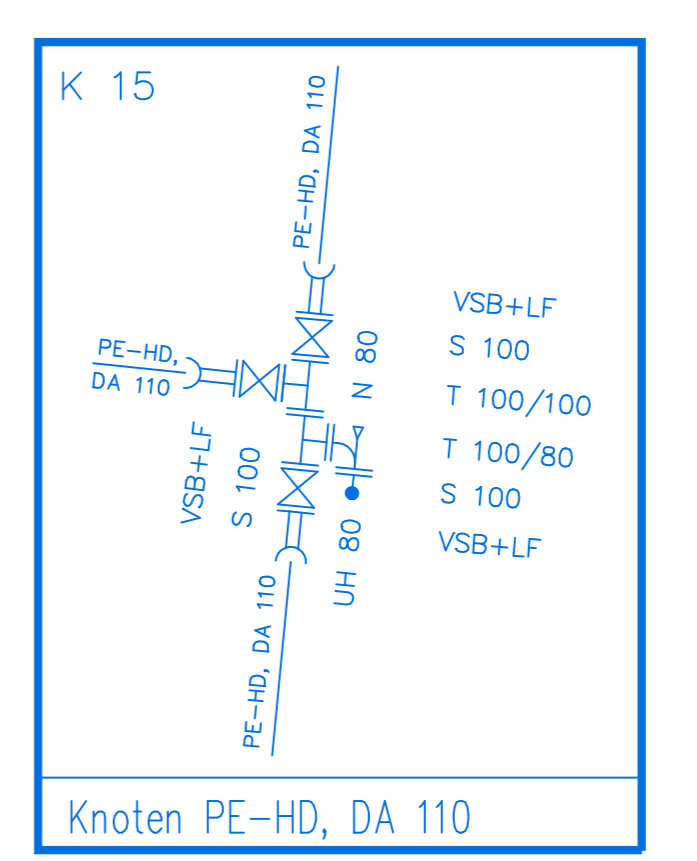 K 15
PE-HD, DA 110
VSB+LF
S 100
T 100/100
T 100/80
S 100
VSB+LF
N 80
PE-HD,
DA 110
VSB+LF
S 100
UH 80
PE-HD, DA 110
Knoten PE-HD, DA 110